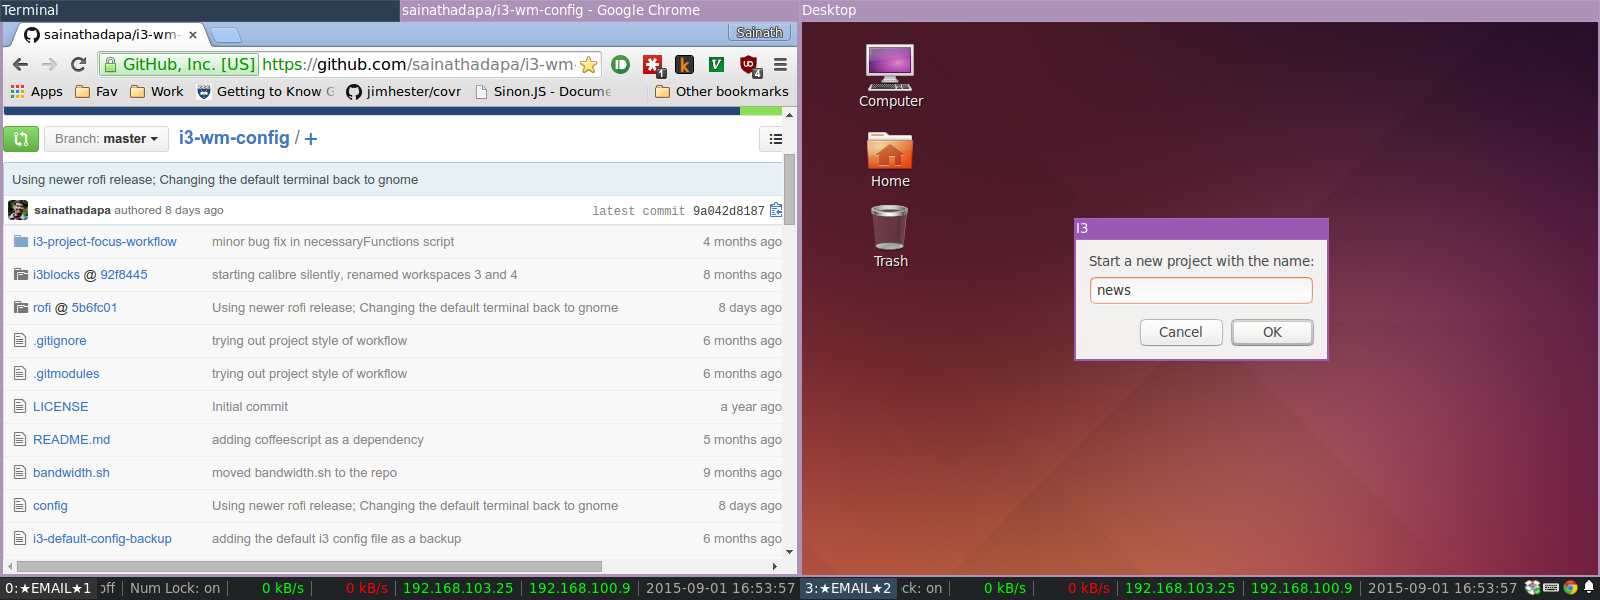 Terminal
sainathadapa/i3-wm-config - Google Chrome
Desktop
sainathadapa/i3-wm- ×
Sainath
GitHub, Inc. [US] https://github.com/sainathadapa/i3-wm-
1 k V UD 4
Apps Fav Work Getting to Know G jimhester/covr Sinon.JS - Docume Other bookmarks
Branch: master i3-wm-config / +
Using newer rofi release; Changing the default terminal back to gnome
sainathadapa authored 8 days ago latest commit 9a042d8187
i3-project-focus-workflow minor bug fix in necessaryFunctions script 4 months ago
i3blocks @ 92f8445 starting calibre silently, renamed workspaces 3 and 4 8 months ago
rofi @ 5b6fc01 Using newer rofi release; Changing the default terminal back to gnome 8 days ago
.gitignore trying out project style of workflow 6 months ago
.gitmodules trying out project style of workflow 6 months ago
LICENSE Initial commit a year ago
README.md adding coffeescript as a dependency 5 months ago
bandwidth.sh moved bandwidth.sh to the repo 9 months ago
config Using newer rofi release; Changing the default terminal back to gnome 8 days ago
i3-default-config-backup adding the default i3 config file as a backup 6 months ago
Computer
Home
Trash
I3
Start a new project with the name:
news
Cancel OK
0:★EMAIL★1 off | Num Lock: on | 0 kB/s | 0 kB/s | 192.168.103.25 | 192.168.100.9 | 2015-09-01 16:53:57
3:★EMAIL★2 ck: on | 0 kB/s | 0 kB/s | 192.168.103.25 | 192.168.100.9 | 2015-09-01 16:53:57